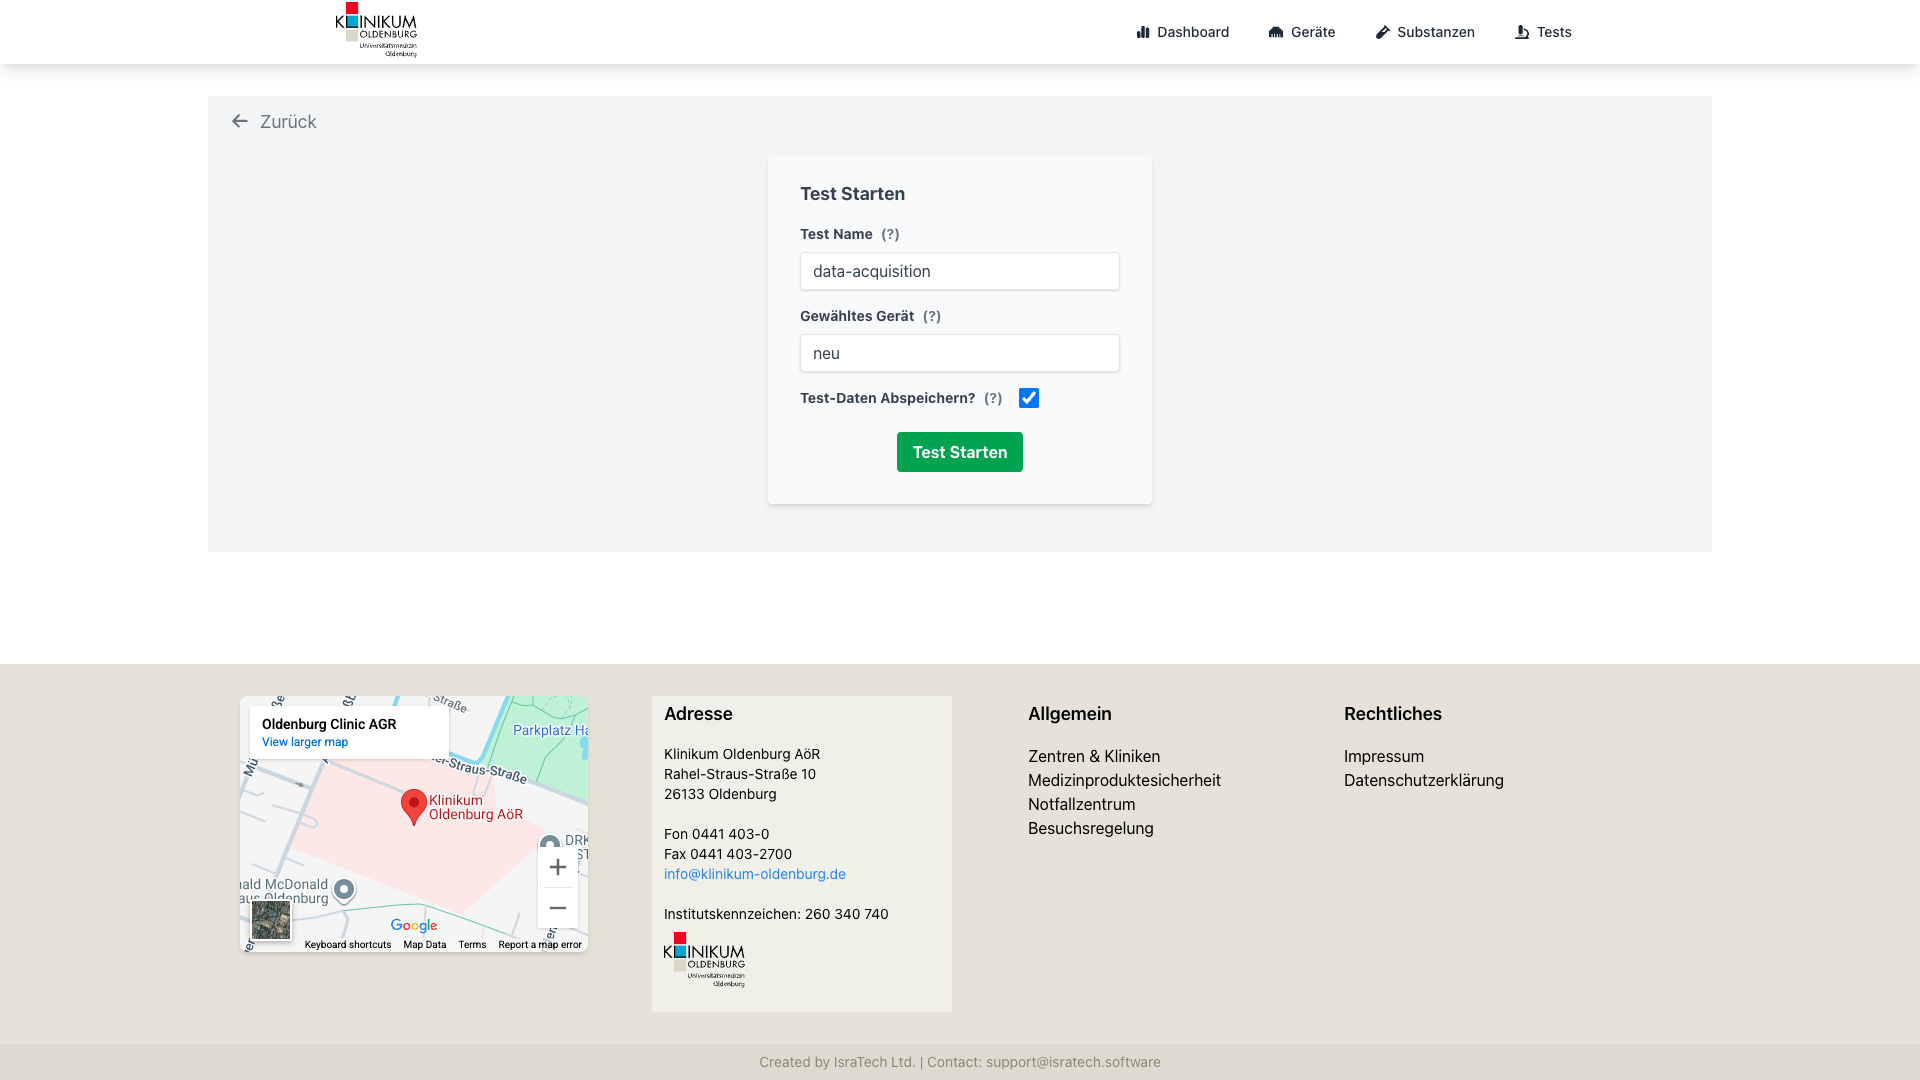 KLINIKUM
OLDENBURG
Universitätsmedizin
Oldenburg
Dashboard
Geräte
Substanzen
Tests
Zurück
Test Starten
Test Name (?)
data-acquisition
Gewähltes Gerät (?)
neu
Test-Daten Abspeichern? (?)
Test Starten
Oldenburg Clinic AGR
View larger map
Straße
Parkplatz
-Straus-Straße
Klinikum
Oldenburg AöR
McDonald
Oldenburg
Google
Keyboard shortcuts
Map Data
Terms
Report a map error
Adresse
Klinikum Oldenburg AöR
Rahel-Straus-Straße 10
26133 Oldenburg
Fon 0441 403-0
Fax 0441 403-2700
info@klinikum-oldenburg.de
Institutskennzeichen: 260 340 740
KLINIKUM
OLDENBURG
Universitätsmedizin
Oldenburg
Allgemein
Zentren & Kliniken
Medizinproduktesicherheit
Notfallzentrum
Besuchsregelung
Rechtliches
Impressum
Datenschutzerklärung
Created by IsraTech Ltd. | Contact: support@isratech.software